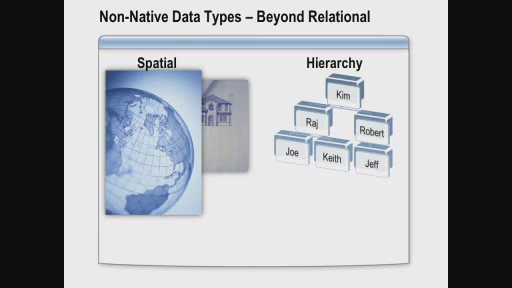 Non-Native Data Types – Beyond Relational
Spatial
Hierarchy
Kim
Raj
Robert
Joe
Keith
Jeff